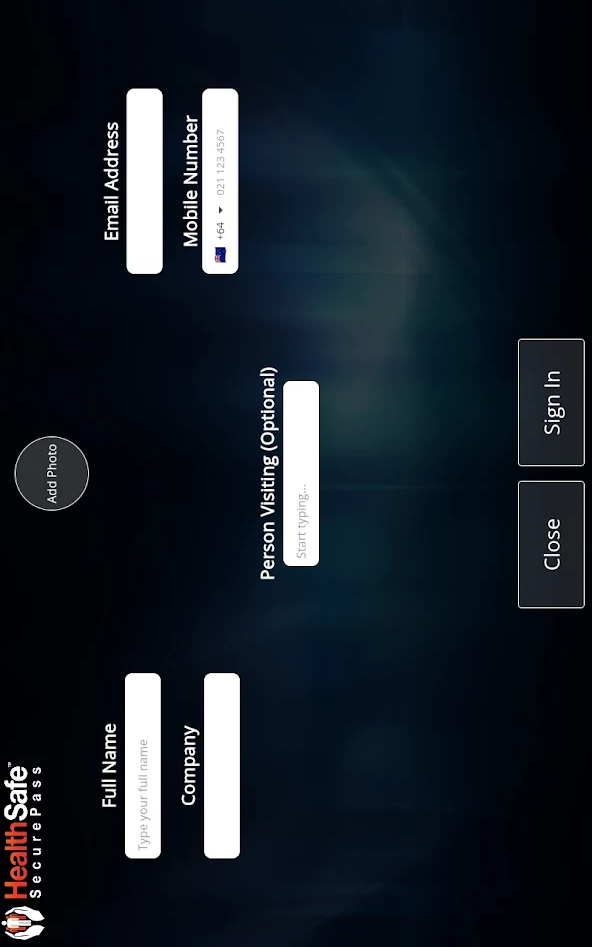 HealthSafe™
SecurePass
Add Photo
Full Name
Type your full name
Email Address
Company
Mobile Number
+64 021 123 4567
Person Visiting (Optional)
Start typing...
Close
Sign In